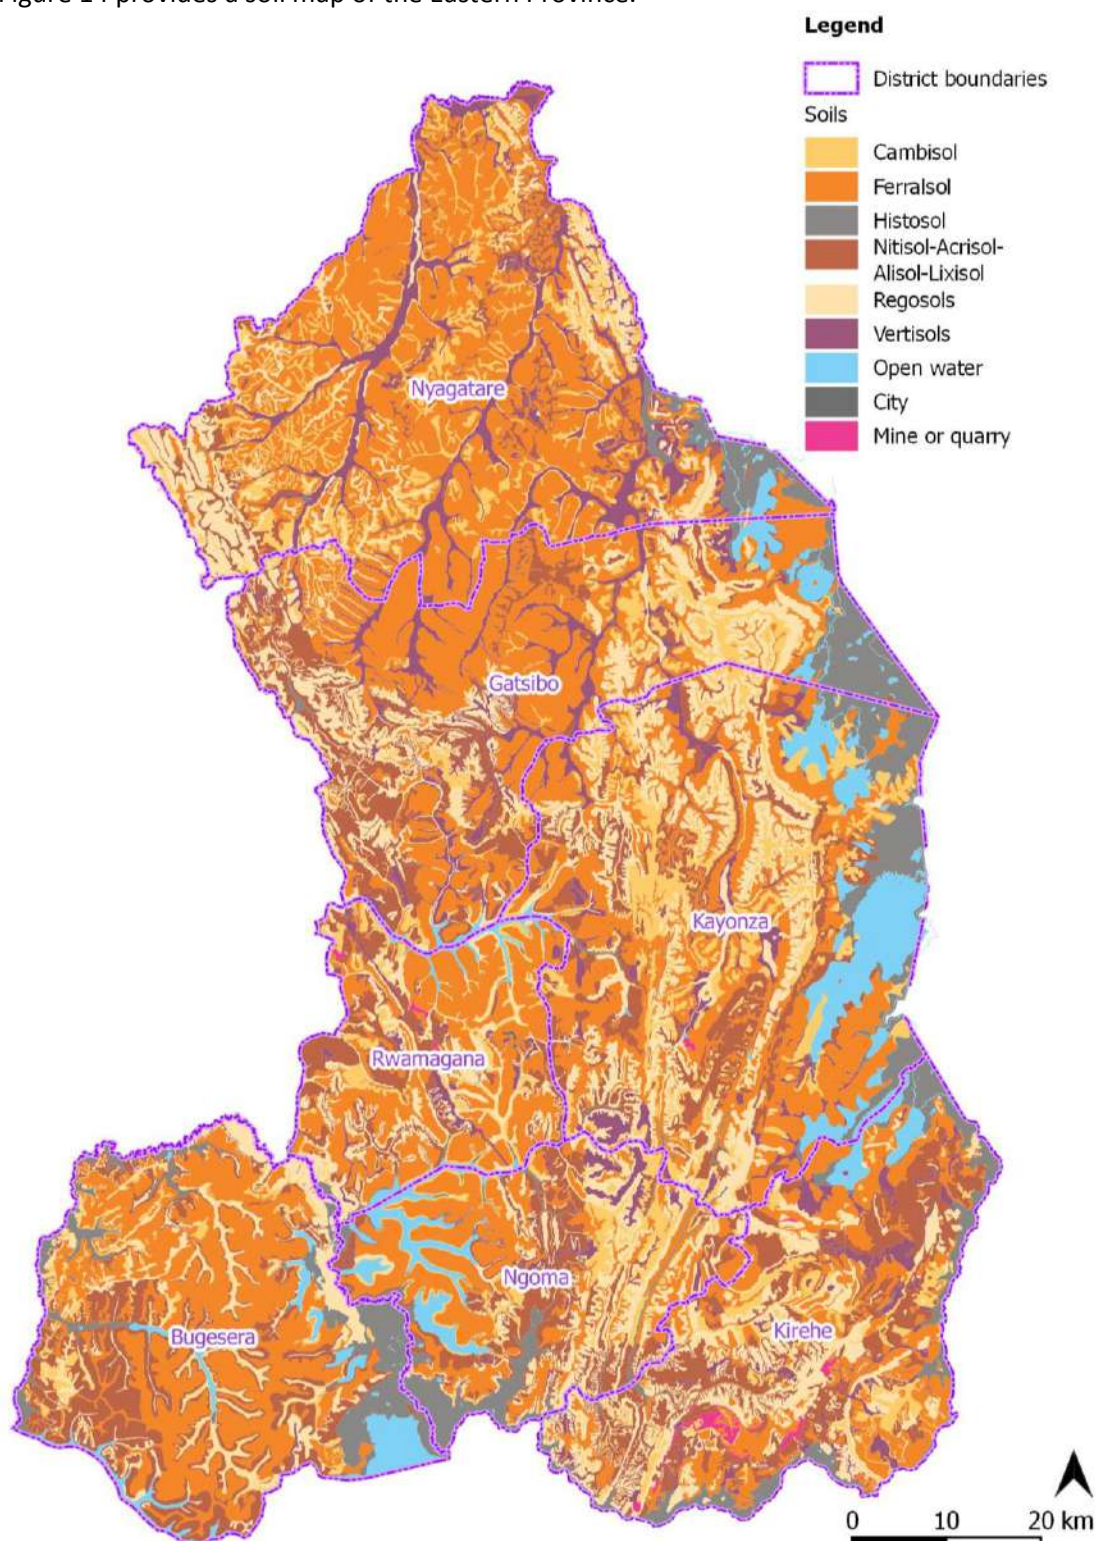 Figure 14 provides a soil map of the Eastern Province.
Legend
District boundaries
Soils
Cambisol
Ferralsol
Histosol
Nitisol-Acrisol-
Alisol-Lixisol
Regosols
Vertisols
Open water
City
Mine or quarry
Nyagatare
Gatsibo
Kayonza
Rwamagana
Ngoma
Bugesera
Kirehe
0 10 20 km